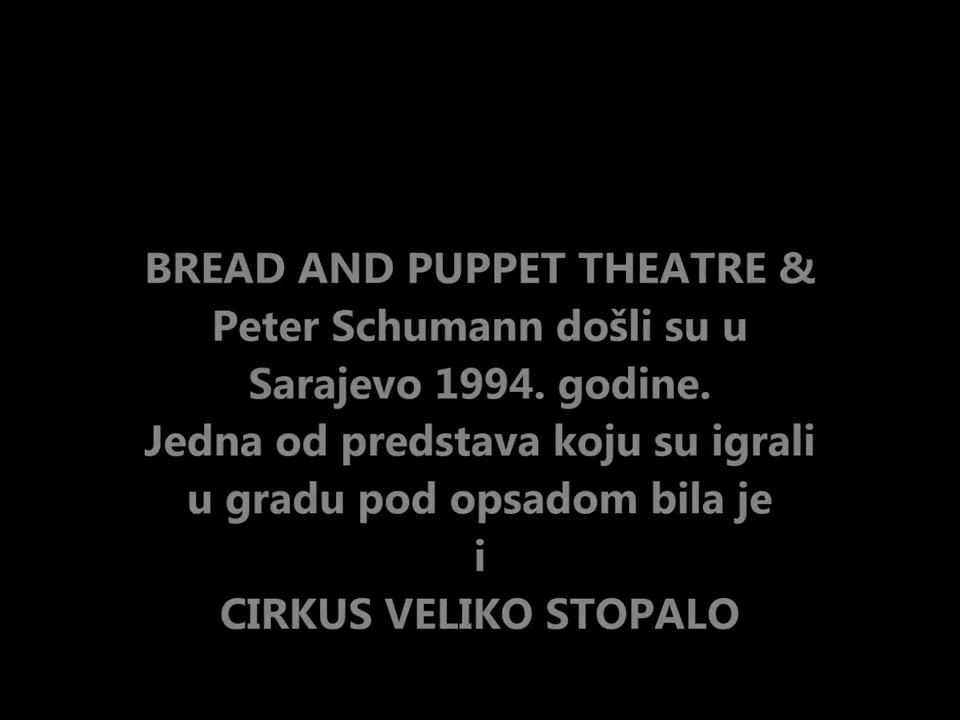 BREAD AND PUPPET THEATRE &
Peter Schumann došli su u
Sarajevo 1994. godine.
Jedna od predstava koju su igrali
u gradu pod opsadom bila je
i
CIRKUS VELIKO STOPALO